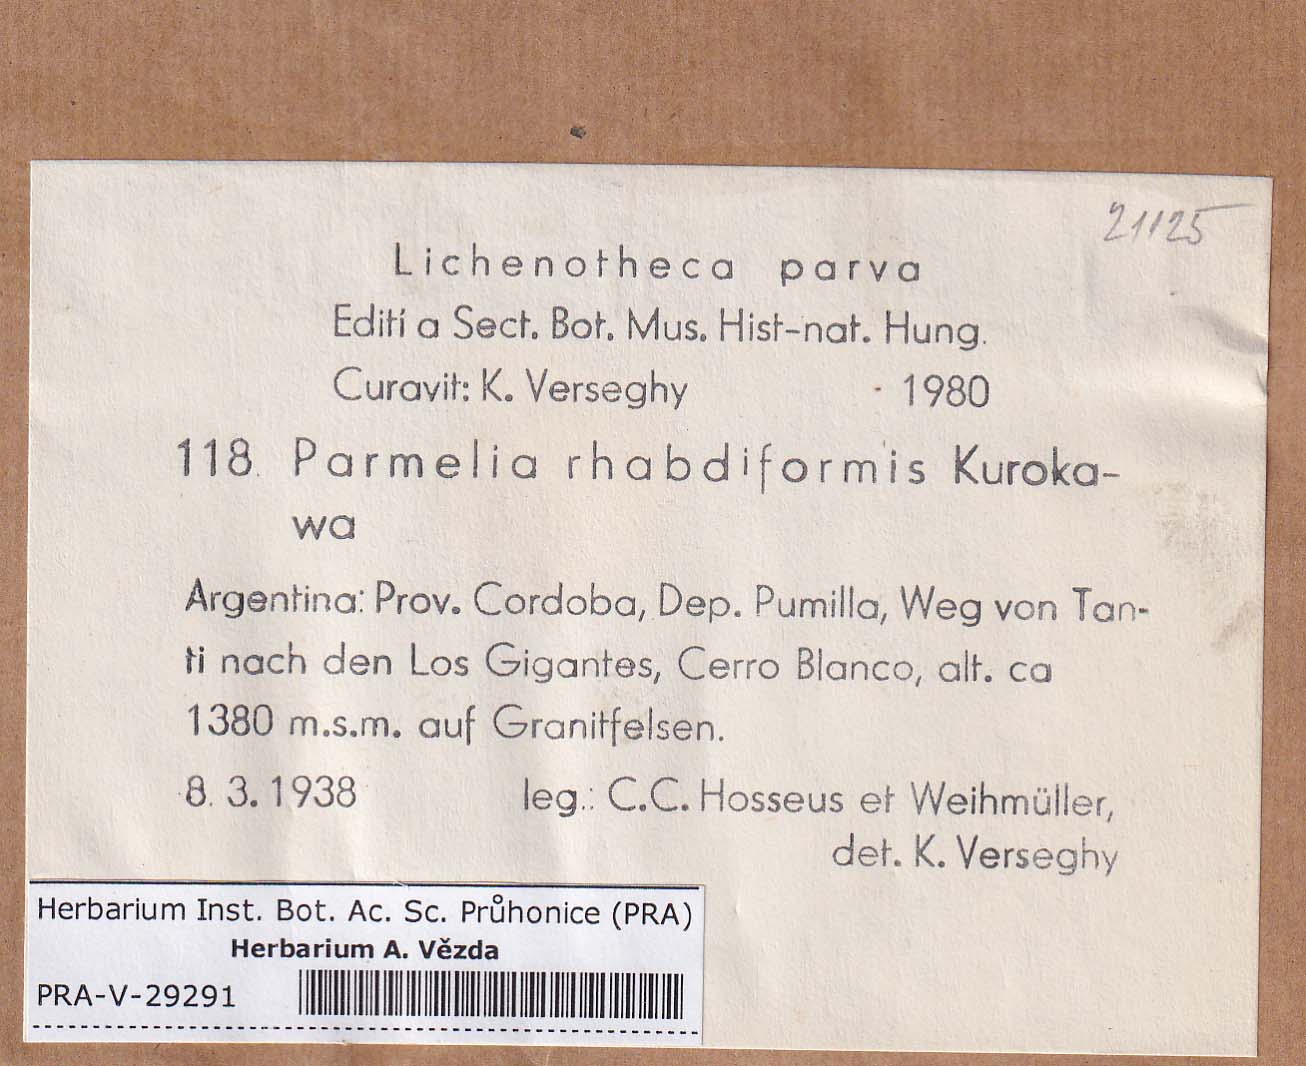 21125
Lichenotheca parva
Editi a Sect. Bot. Mus. Hist-nat. Hung.
Curavit: K. Verseghy 1980
118. Parmelia rhabdiformis Kuroka-
wa
Argentina: Prov. Cordoba, Dep. Pumilla, Weg von Tan-
ti nach den Los Gigantes, Cerro Blanco, alt. ca
1380 m.s.m. auf Granitfelsen.
8. 3. 1938 leg.: C.C. Hosseus et Weihmüller,
det. K. Verseghy
Herbarium Inst. Bot. Ac. Sc. Průhonice (PRA)
Herbarium A. Vězda
PRA-V-29291